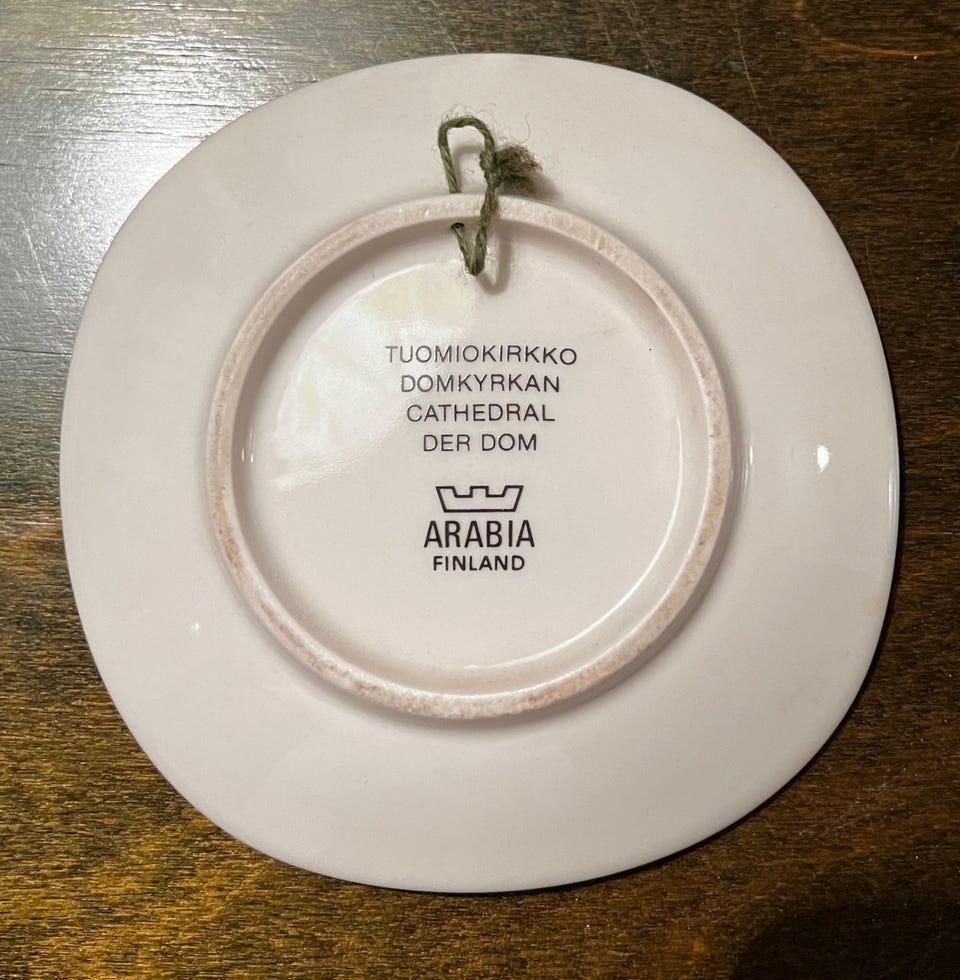 TUOMIOKIRKKO
DOMKYRKAN
CATHEDRAL
DER DOM
ARABIA
FINLAND